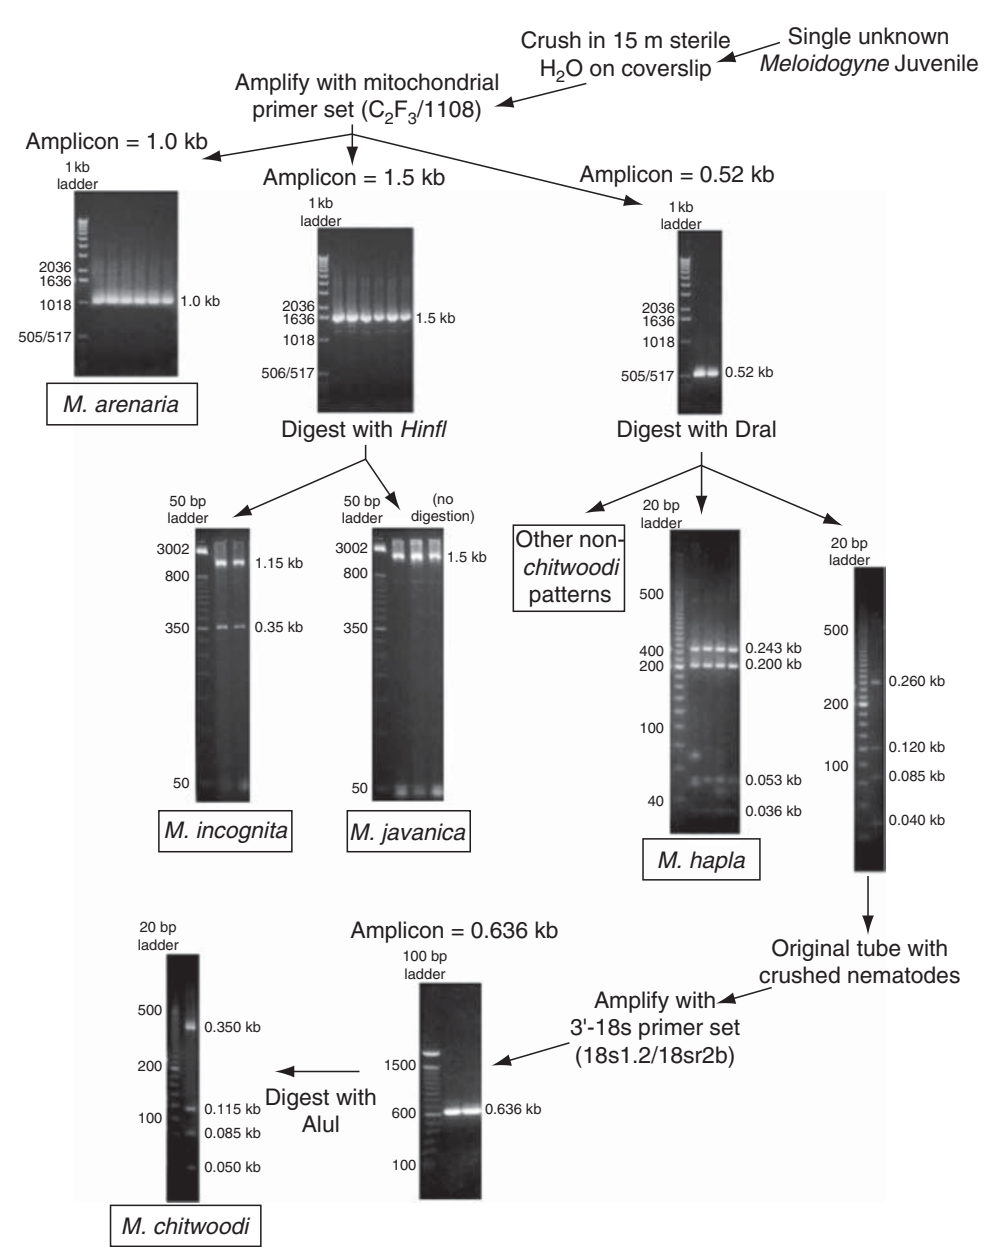 Single unknown
Meloidogyne Juvenile
Crush in 15 m sterile
H₂O on coverslip
Amplify with mitochondrial
primer set (C₂F₃/1108)
Amplicon = 1.0 kb
1kb
ladder
2036
1636
1018
505/517
1.0 kb
M. arenaria
Amplicon = 1.5 kb
1kb
ladder
2036
1636
1018
506/517
1.5 kb
Digest with Hinfl
Amplicon = 0.52 kb
1kb
ladder
2036
1636
1018
505/517
0.52 kb
Digest with Dral
50 bp
ladder
3002
800
350
50
1.15 kb
0.35 kb
M. incognita
50 bp
ladder
(no
digestion)
3002
800
350
50
1.5 kb
M. javanica
Other non-
chitwoodi
patterns
20 bp
ladder
500
400
200
100
40
0.243 kb
0.200 kb
0.053 kb
0.036 kb
M. hapla
20 bp
ladder
500
200
100
0.260 kb
0.120 kb
0.085 kb
0.040 kb
Original tube with
crushed nematodes
Amplify with
3'-18s primer set
(18s1.2/18sr2b)
Amplicon = 0.636 kb
100 bp
ladder
1500
600
100
0.636 kb
Digest with
Alul
20 bp
ladder
500
200
100
0.350 kb
0.115 kb
0.085 kb
0.050 kb
M. chitwoodi